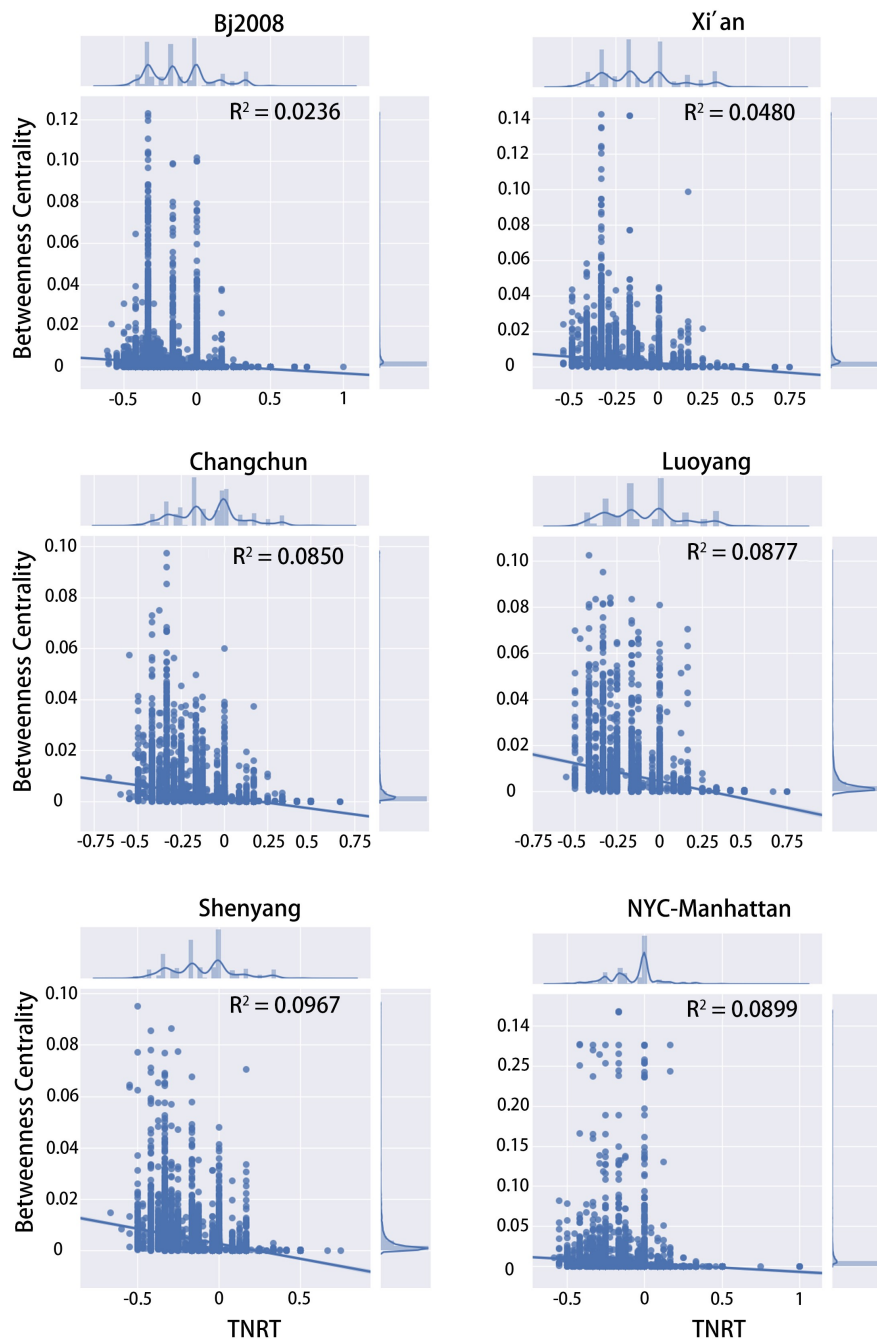 Bj2008
R² = 0.0236
Betweenness Centrality
0.12
0.10
0.08
0.06
0.04
0.02
0
-0.5 0 0.5 1
Xi´an
R² = 0.0480
0.14
0.12
0.10
0.08
0.06
0.04
0.02
0
-0.5 -0.25 0 0.25 0.5 0.75
Changchun
R² = 0.0850
Betweenness Centrality
0.10
0.08
0.06
0.04
0.02
0
-0.75 -0.5 -0.25 0 0.25 0.5 0.75
Luoyang
R² = 0.0877
0.10
0.08
0.06
0.04
0.02
0
-0.75 -0.5 -0.25 0 0.25 0.5 0.75
Shenyang
R² = 0.0967
Betweenness Centrality
0.10
0.08
0.06
0.04
0.02
0
-0.5 0 0.5
TNRT
NYC-Manhattan
R² = 0.0899
0.14
0.25
0.20
0.15
0.10
0.05
0
-0.5 0 0.5 1
TNRT